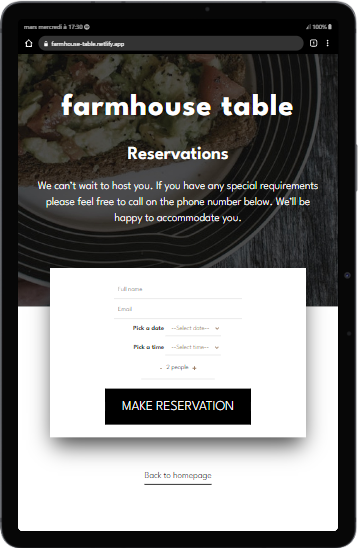 mais mercredi à 17:30
100%
farmhouse-table.netlify.app
farmhouse table
Reservations
We can't wait to host you. If you have any special requirements
please feel free to call on the phone number below. We'll be
happy to accommodate you.
Full name
Email
Pick a date --Select date--
Pick a time --Select time--
- 2 people +
MAKE RESERVATION
Back to homepage